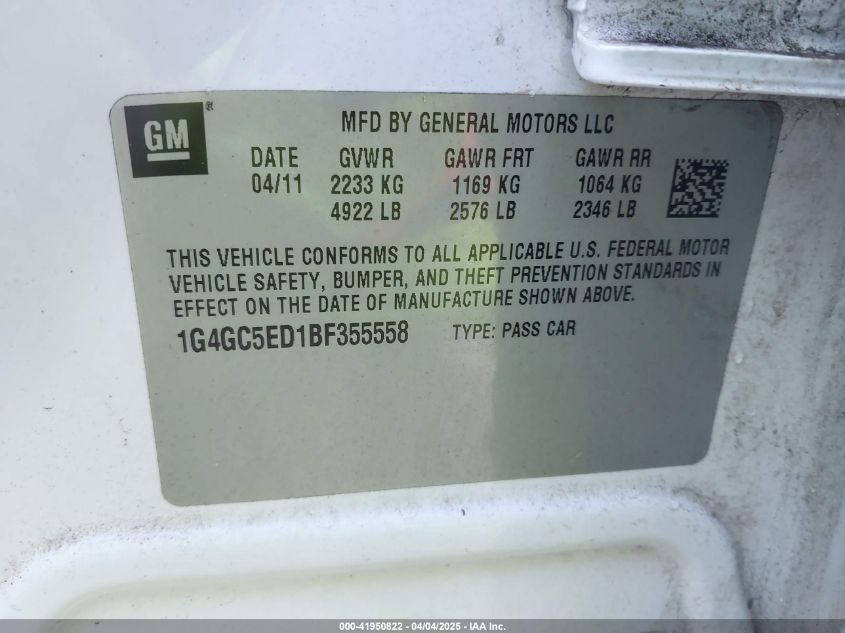 GM®
MFD BY GENERAL MOTORS LLC
DATE GVWR GAWR FRT GAWR RR
04/11 2233 KG 1169 KG 1064 KG
4922 LB 2576 LB 2346 LB
THIS VEHICLE CONFORMS TO ALL APPLICABLE U.S. FEDERAL MOTOR
VEHICLE SAFETY, BUMPER, AND THEFT PREVENTION STANDARDS IN
EFFECT ON THE DATE OF MANUFACTURE SHOWN ABOVE.
1G4GC5ED1BF355558 TYPE: PASS CAR
000-41950822 - 04/04/2025 - IAA Inc.